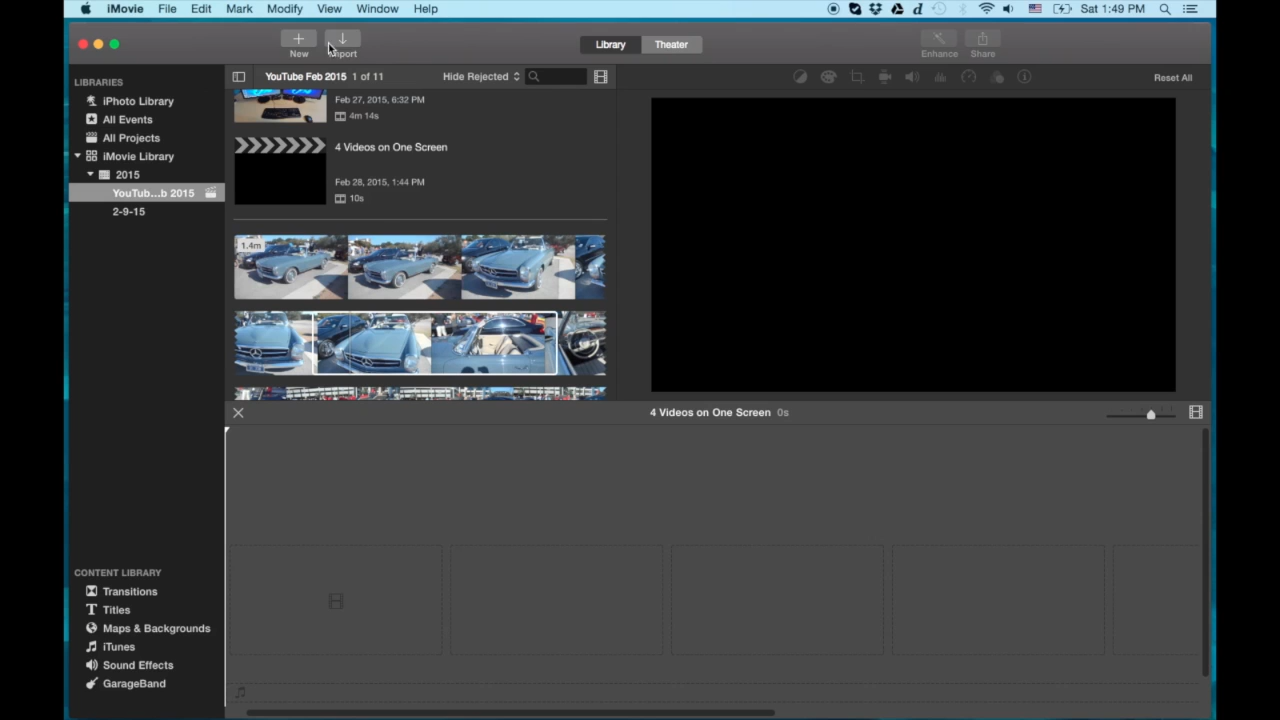 iMovie File Edit Mark Modify View Window Help Sat 1:49 PM
New Import Library Theater Enhance Share
LIBRARIES
iPhoto Library
All Events
All Projects
iMovie Library
2015
YouTub...b 2015
2-9-15
YouTube Feb 2015 1 of 11 Hide Rejected
Reset All
Feb 27, 2015, 6:32 PM
4m 14s
4 Videos on One Screen
Feb 28, 2015, 1:44 PM
10s
1.4m
4 Videos on One Screen 0s
CONTENT LIBRARY
Transitions
T Titles
Maps & Backgrounds
iTunes
Sound Effects
GarageBand